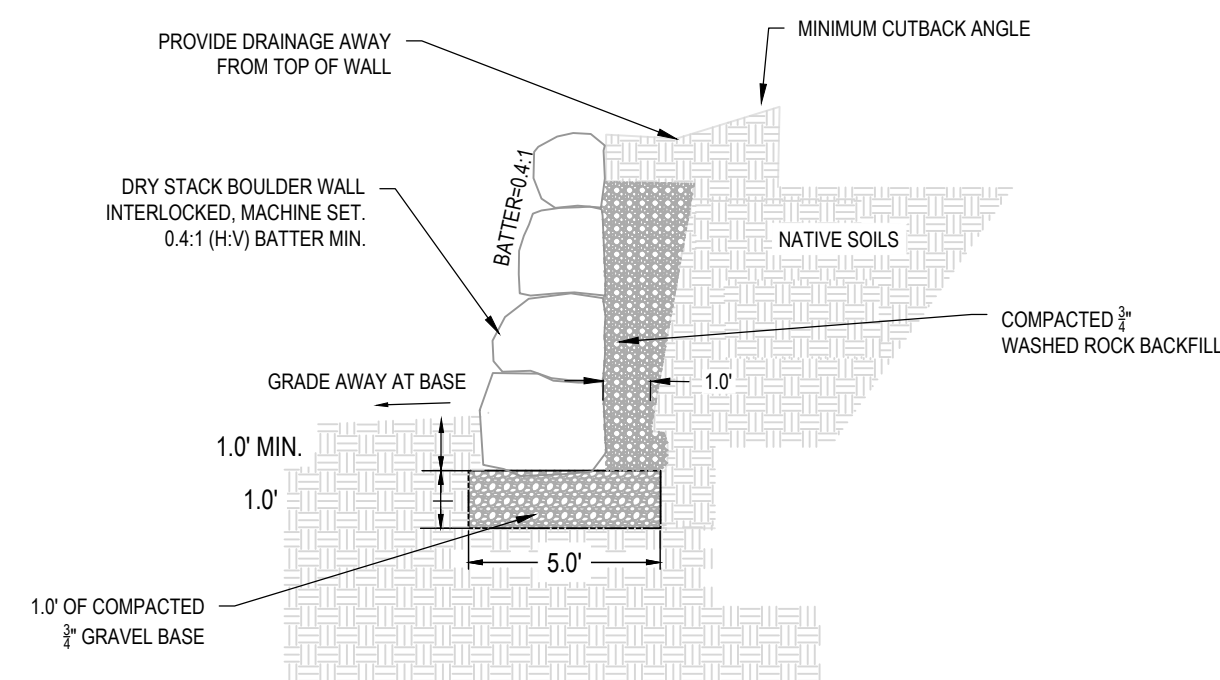 PROVIDE DRAINAGE AWAY
FROM TOP OF WALL
MINIMUM CUTBACK ANGLE
BATTER=0.4:1
DRY STACK BOULDER WALL
INTERLOCKED, MACHINE SET.
0.4:1 (H:V) BATTER MIN.
NATIVE SOILS
COMPACTED 3/4"
WASHED ROCK BACKFILL
GRADE AWAY AT BASE
1.0'
1.0' MIN.
1.0'
5.0'
1.0' OF COMPACTED
3/4" GRAVEL BASE